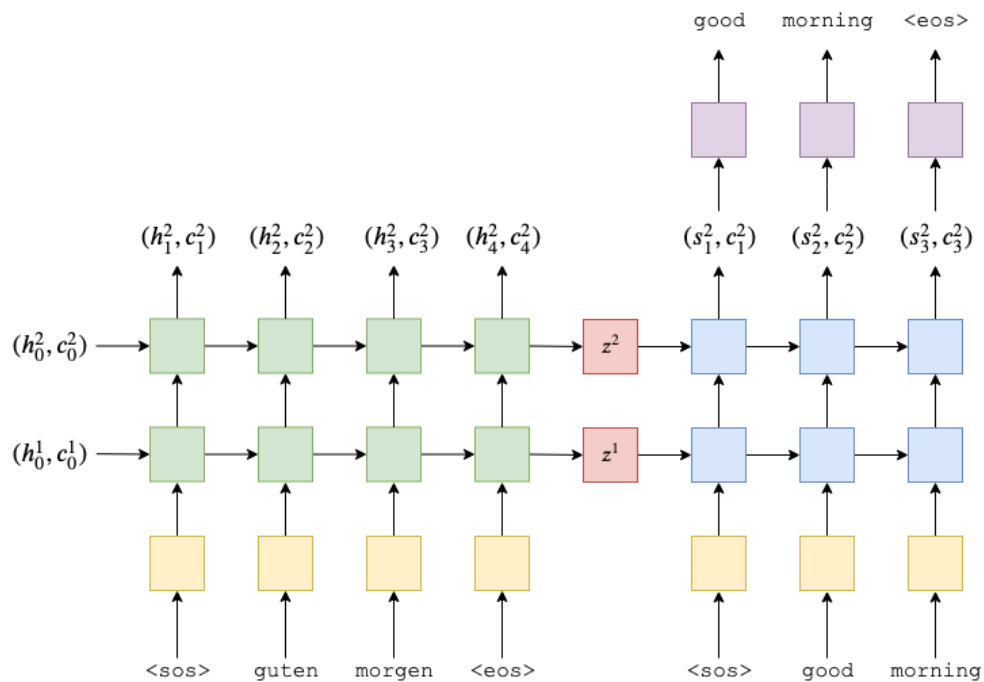 good morning <eos>
(h₁², c₁²) (h₂², c₂²) (h₃², c₃²) (h₄², c₄²) (s₁², c₁²) (s₂², c₂²) (s₃², c₃²)
(h₀², c₀²) z²
(h₀¹, c₀¹) z¹
<sos> guten morgen <eos> <sos> good morning